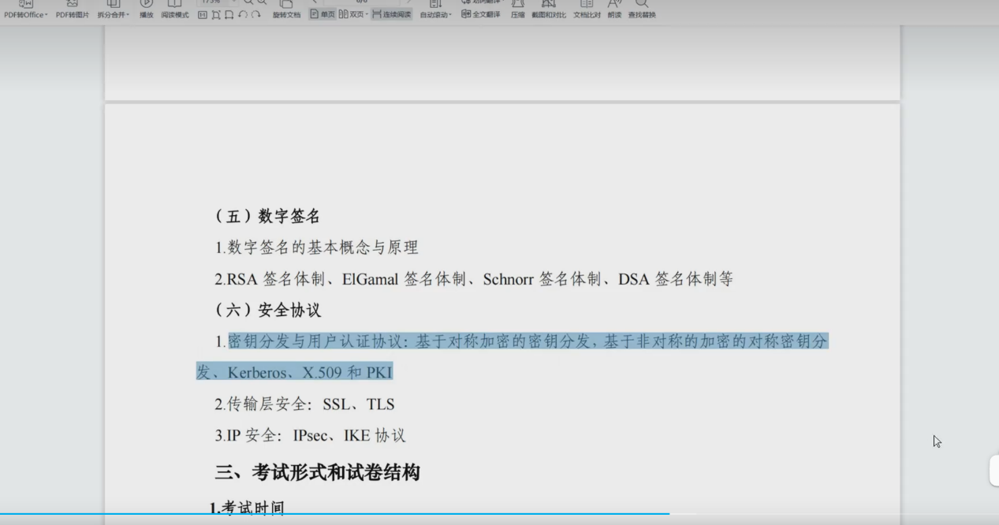 PDF转Office PDF转图片 拆分合并 播放 阅读模式 旋转文档 单页 双页 连续阅读 自动滚动 全文翻译 压缩 截图和对比 文档比对 朗读 查找替换
（五）数字签名
1.数字签名的基本概念与原理
2.RSA 签名体制、ElGamal 签名体制、Schnorr 签名体制、DSA 签名体制等
（六）安全协议
1.密钥分发与用户认证协议：基于对称加密的密钥分发，基于非对称的加密的对称密钥分
发、Kerberos、X.509 和 PKI
2.传输层安全：SSL、TLS
3.IP 安全：IPsec、IKE 协议
三、考试形式和试卷结构
1.考试时间